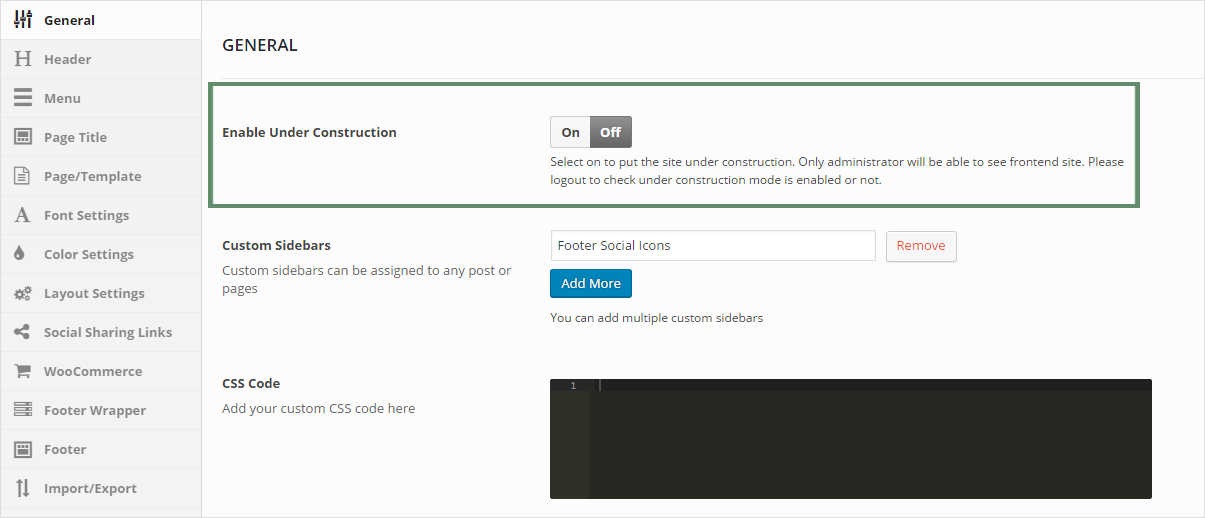 General
Header
Menu
Page Title
Page/Template
Font Settings
Color Settings
Layout Settings
Social Sharing Links
WooCommerce
Footer Wrapper
Footer
Import/Export
GENERAL
Enable Under Construction
On Off
Select on to put the site under construction. Only administrator will be able to see frontend site. Please
logout to check under construction mode is enabled or not.
Custom Sidebars
Custom sidebars can be assigned to any post or
pages
Footer Social Icons
Remove
Add More
You can add multiple custom sidebars
CSS Code
Add your custom CSS code here
1